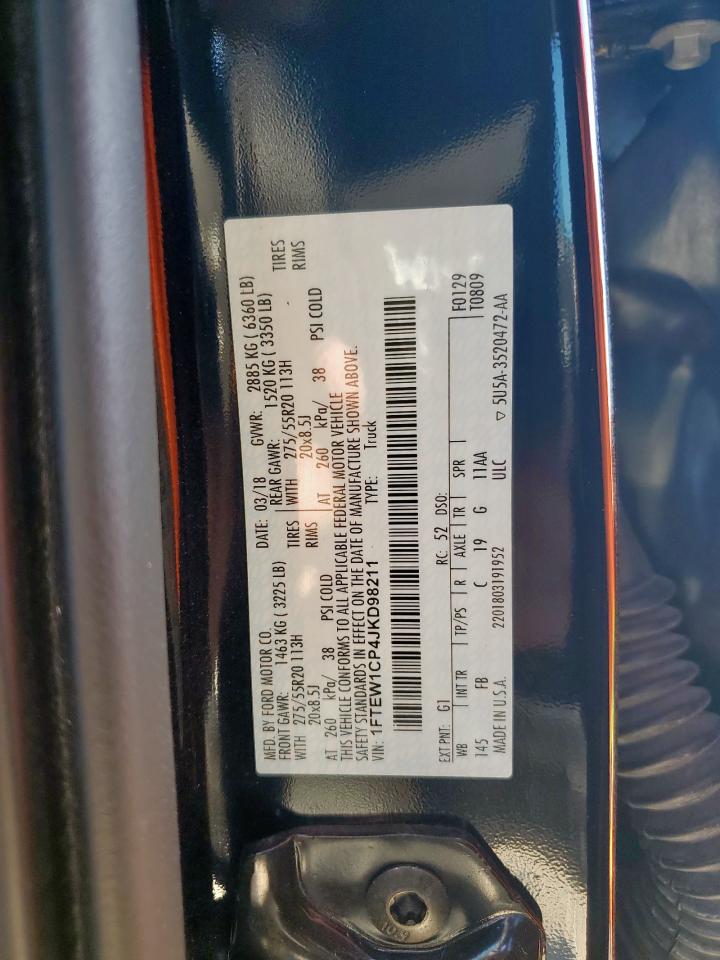 MFD. BY FORD MOTOR CO. DATE: 03/18 GVWR: 2885 KG ( 6360 LB)
FRONT GAWR: 1463 KG ( 3225 LB) REAR GAWR: 1520 KG ( 3350 LB)
WITH 275/55R20 113H TIRES WITH 275/55R20 113H TIRES
20x8.5J RIMS 20x8.5J RIMS
AT 260 kPa/ 38 PSI COLD AT 260 kPa/ 38 PSI COLD
THIS VEHICLE CONFORMS TO ALL APPLICABLE FEDERAL MOTOR VEHICLE
SAFETY STANDARDS IN EFFECT ON THE DATE OF MANUFACTURE SHOWN ABOVE.
VIN: 1FTEW1CP4JKD98211 TYPE: Truck
EXT PNT: G1 RC: 52 DSO:
WB INT TR TP/PS R AXLE TR SPR F0129
145 FB C 19 G 11AA T0809
MADE IN U.S.A. 2201803191952 ULC ▽ 5U5A-3520472-AA